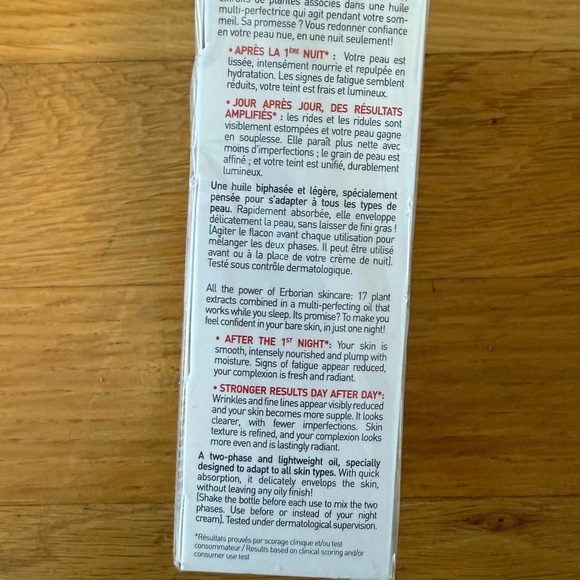 extraits de plantes associés dans une huile
multi-perfectrice qui agit pendant votre som-
meil. Sa promesse ? Vous redonner confiance
en votre peau nue, en une nuit seulement!
• APRÈS LA 1ÈRE NUIT* : Votre peau est
lissée, intensément nourrie et repulpée en
hydratation. Les signes de fatigue semblent
réduits, votre teint est frais et lumineux.
• JOUR APRÈS JOUR, DES RÉSULTATS
AMPLIFIÉS* : les rides et les ridules sont
visiblement estompées et votre peau gagne
en souplesse. Elle paraît plus nette avec
moins d'imperfections ; le grain de peau est
affiné ; et votre teint est unifié, durablement
lumineux.
Une huile biphasée et légère, spécialement
pensée pour s'adapter à tous les types de
peau. Rapidement absorbée, elle enveloppe
délicatement la peau, sans laisser de fini gras !
[Agiter le flacon avant chaque utilisation pour
mélanger les deux phases. Il peut être utilisé
avant ou à la place de votre crème de nuit].
Testé sous contrôle dermatologique.
All the power of Erborian skincare: 17 plant
extracts combined in a multi-perfecting oil that
works while you sleep. Its promise? To make you
feel confident in your bare skin, in just one night!
• AFTER THE 1ST NIGHT*: Your skin is
smooth, intensely nourished and plump with
moisture. Signs of fatigue appear reduced,
your complexion is fresh and radiant.
• STRONGER RESULTS DAY AFTER DAY*:
Wrinkles and fine lines appear visibly reduced
and your skin becomes more supple. It looks
clearer, with fewer imperfections. Skin
texture is refined, and your complexion looks
more even and is lastingly radiant.
A two-phase and lightweight oil, specially
designed to adapt to all skin types. With quick
absorption, it delicately envelops the skin,
without leaving any oily finish!
[Shake the bottle before each use to mix the two
phases. Use before or instead of your night
cream]. Tested under dermatological supervision.
*Résultats prouvés par scorage clinique et/ou test
consommateur / Results based on clinical scoring and/or
consumer use test